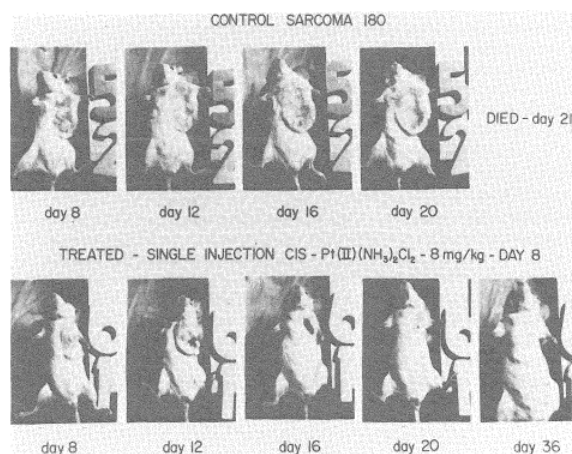 CONTROL SARCOMA 180
DIED - day 21
day 8 day 12 day 16 day 20
TREATED - SINGLE INJECTION CIS - Pt(II)(NH₃)₂Cl₂ - 8 mg/kg - DAY 8
day 8 day 12 day 16 day 20 day 36